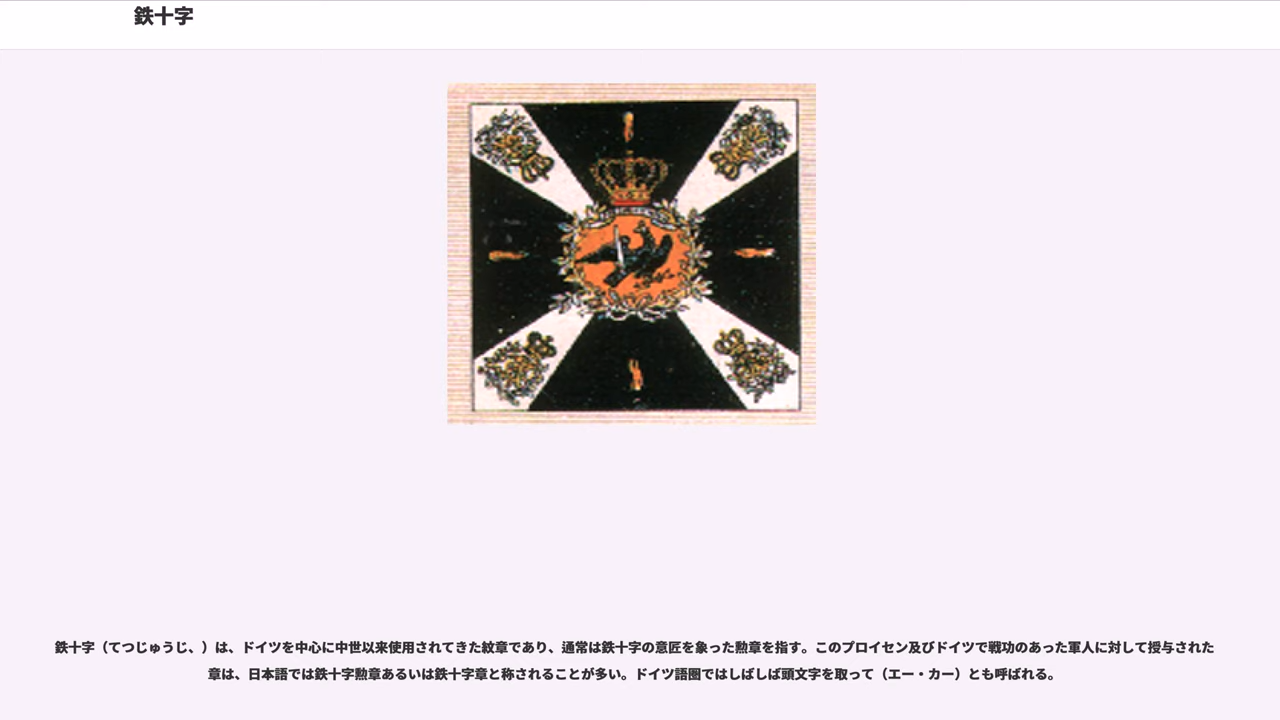 鉄十字
鉄十字（てつじゅうじ、）は、ドイツを中心に中世以来使用されてきた紋章であり、通常は鉄十字の意匠を象った勲章を指す。このプロイセン及びドイツで戦功のあった軍人に対して授与された
章は、日本語では鉄十字勲章あるいは鉄十字章と称されることが多い。ドイツ語圏ではしばしば頭文字を取って（エー・カー）とも呼ばれる。